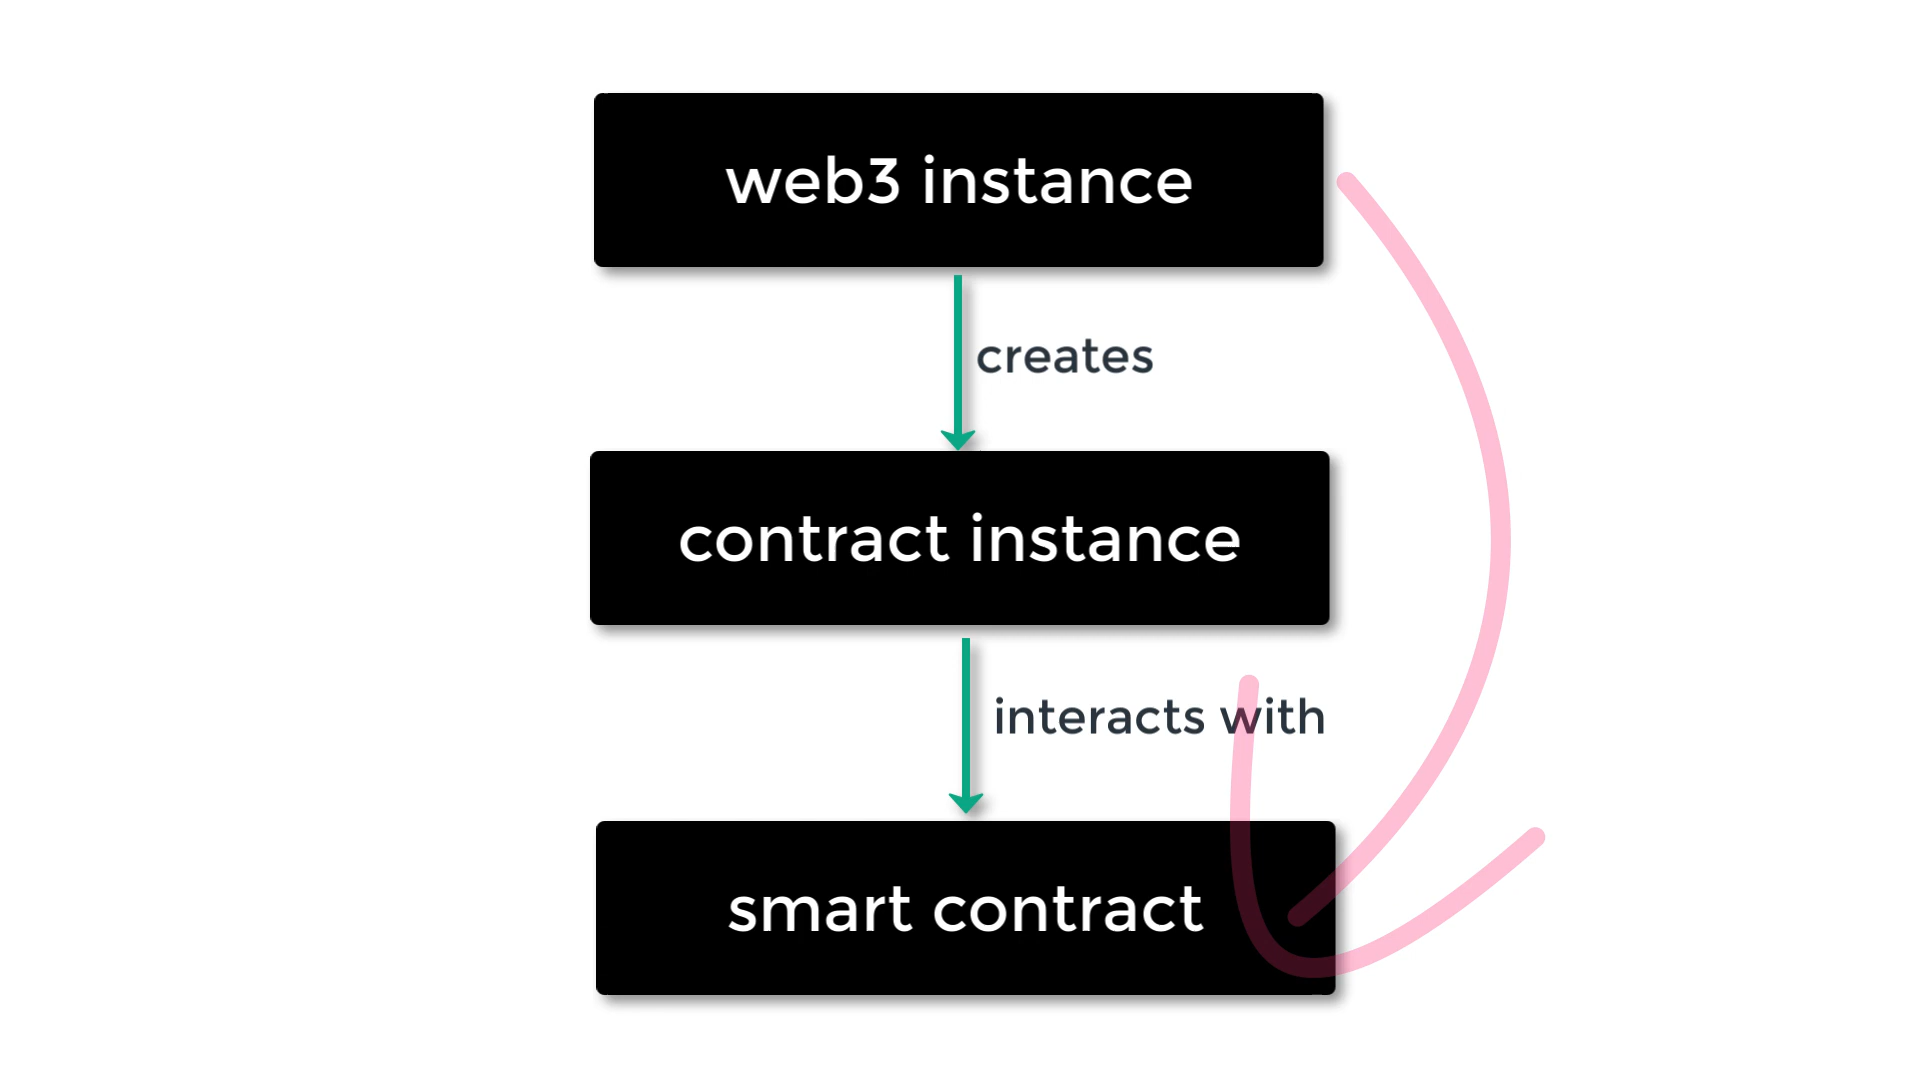 web3 instance
creates
contract instance
interacts with
smart contract